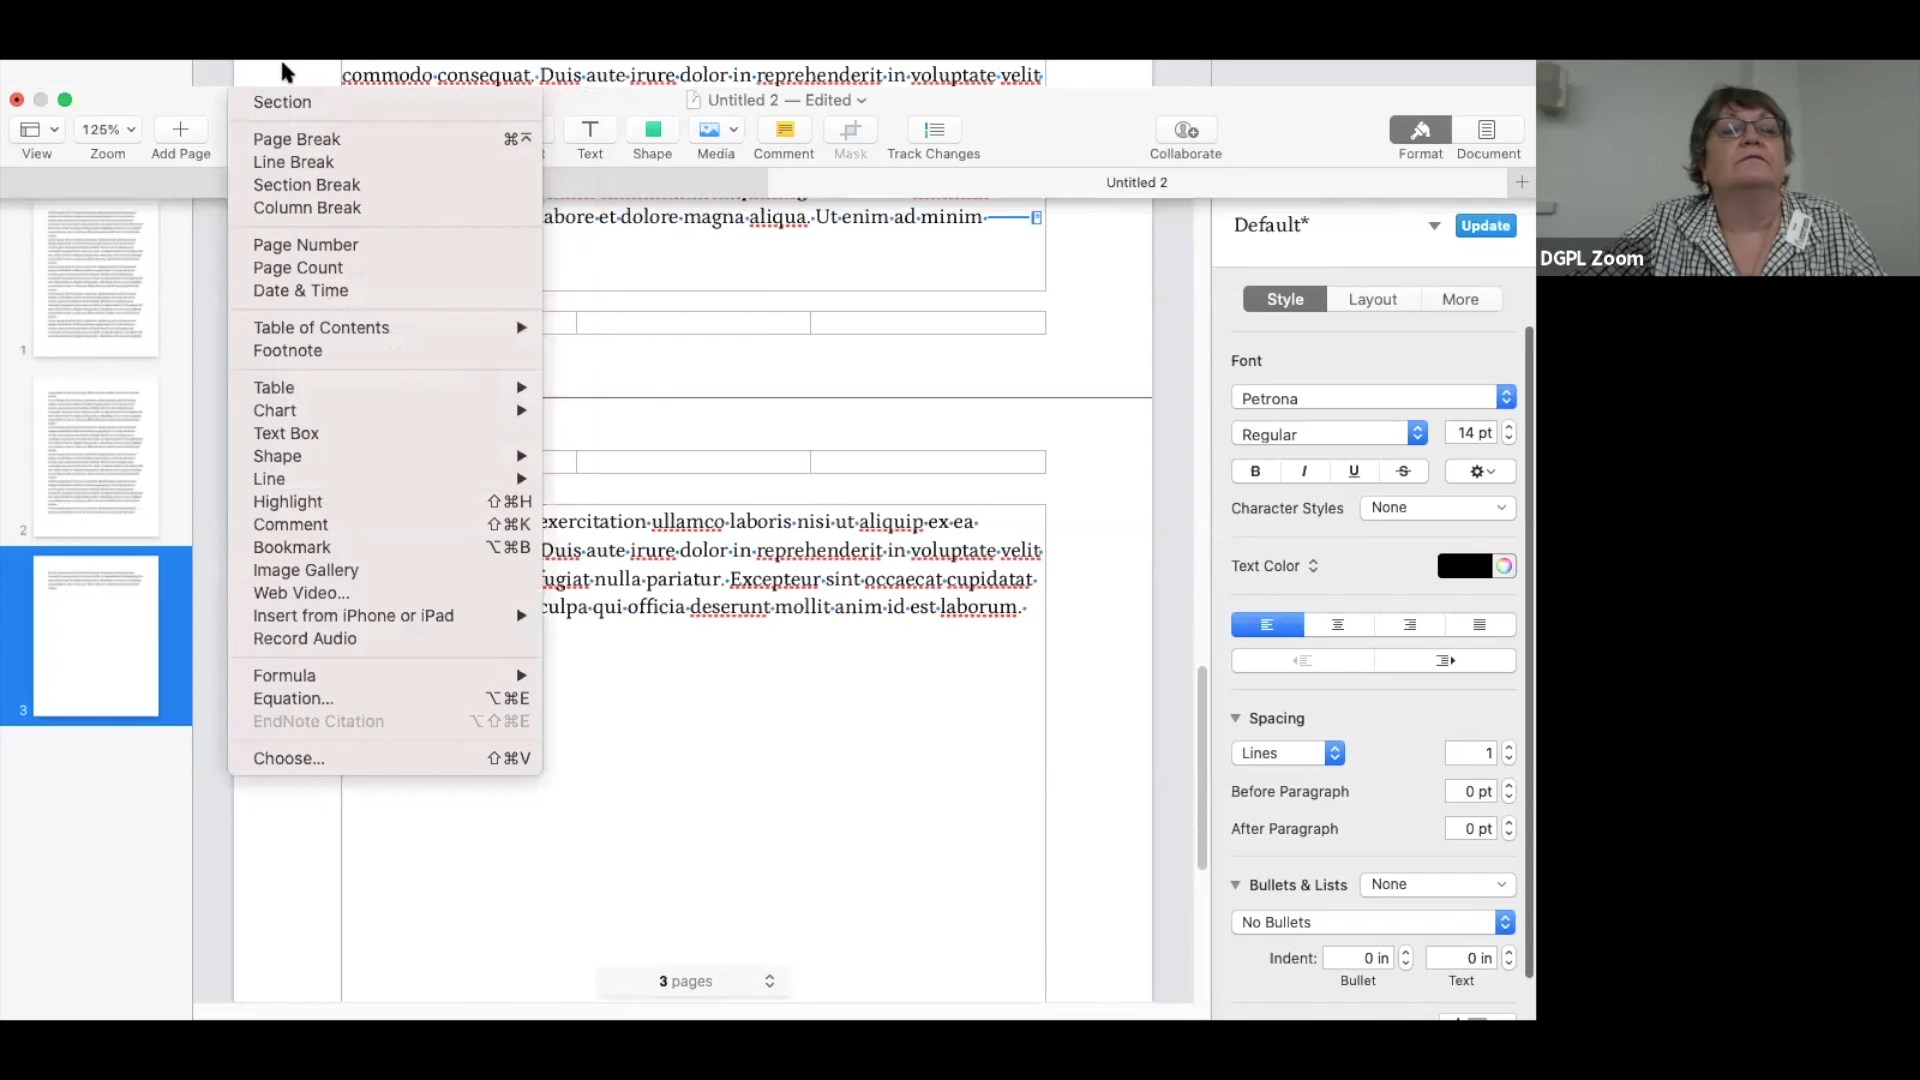 commodo consequat. Duis aute irure dolor in reprehenderit in voluptate velit
Untitled 2 — Edited
125%
View
Zoom
Add Page
Text
Shape
Media
Comment
Mask
Track Changes
Collaborate
Format
Document
Untitled 2
Section
Page Break ⌘⌤
Line Break
Section Break
Column Break
Page Number
Page Count
Date & Time
Table of Contents
Footnote
Table
Chart
Text Box
Shape
Line
Highlight ⇧⌘H
Comment ⇧⌘K
Bookmark ⌥⌘B
Image Gallery
Web Video...
Insert from iPhone or iPad
Record Audio
Formula
Equation... ⌥⌘E
EndNote Citation ⌥⇧⌘E
Choose... ⇧⌘V
1
2
3
abore et dolore magna aliqua. Ut enim ad minim
exercitation ullamco laboris nisi ut aliquip ex ea
Duis aute irure dolor in reprehenderit in voluptate velit
fugiat nulla pariatur. Excepteur sint occaecat cupidatat
culpa qui officia deserunt mollit anim id est laborum.
3 pages
Default*
Update
Style
Layout
More
Font
Petrona
Regular
14 pt
B I U S
Character Styles
None
Text Color
Spacing
Lines
1
Before Paragraph
0 pt
After Paragraph
0 pt
Bullets & Lists
None
No Bullets
Indent:
0 in
0 in
Bullet
Text
DGPL Zoom